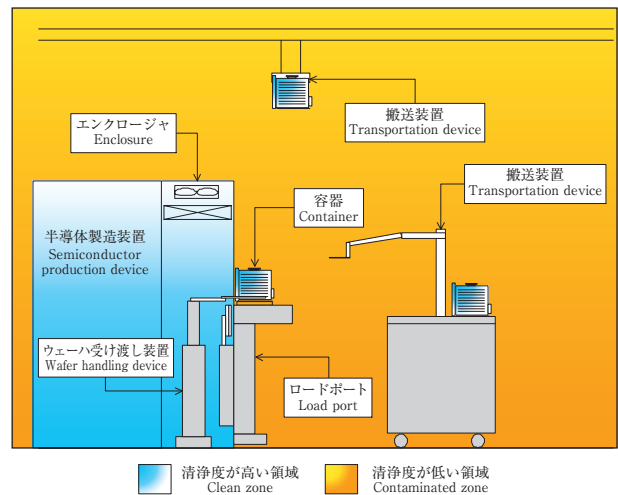 搬送装置
Transportation device
エンクロージャ
Enclosure
搬送装置
Transportation device
容器
Container
半導体製造装置
Semiconductor
production device
ウェーハ受け渡し装置
Wafer handling device
ロードポート
Load port
清浄度が高い領域
Clean zone
清浄度が低い領域
Contaminated zone